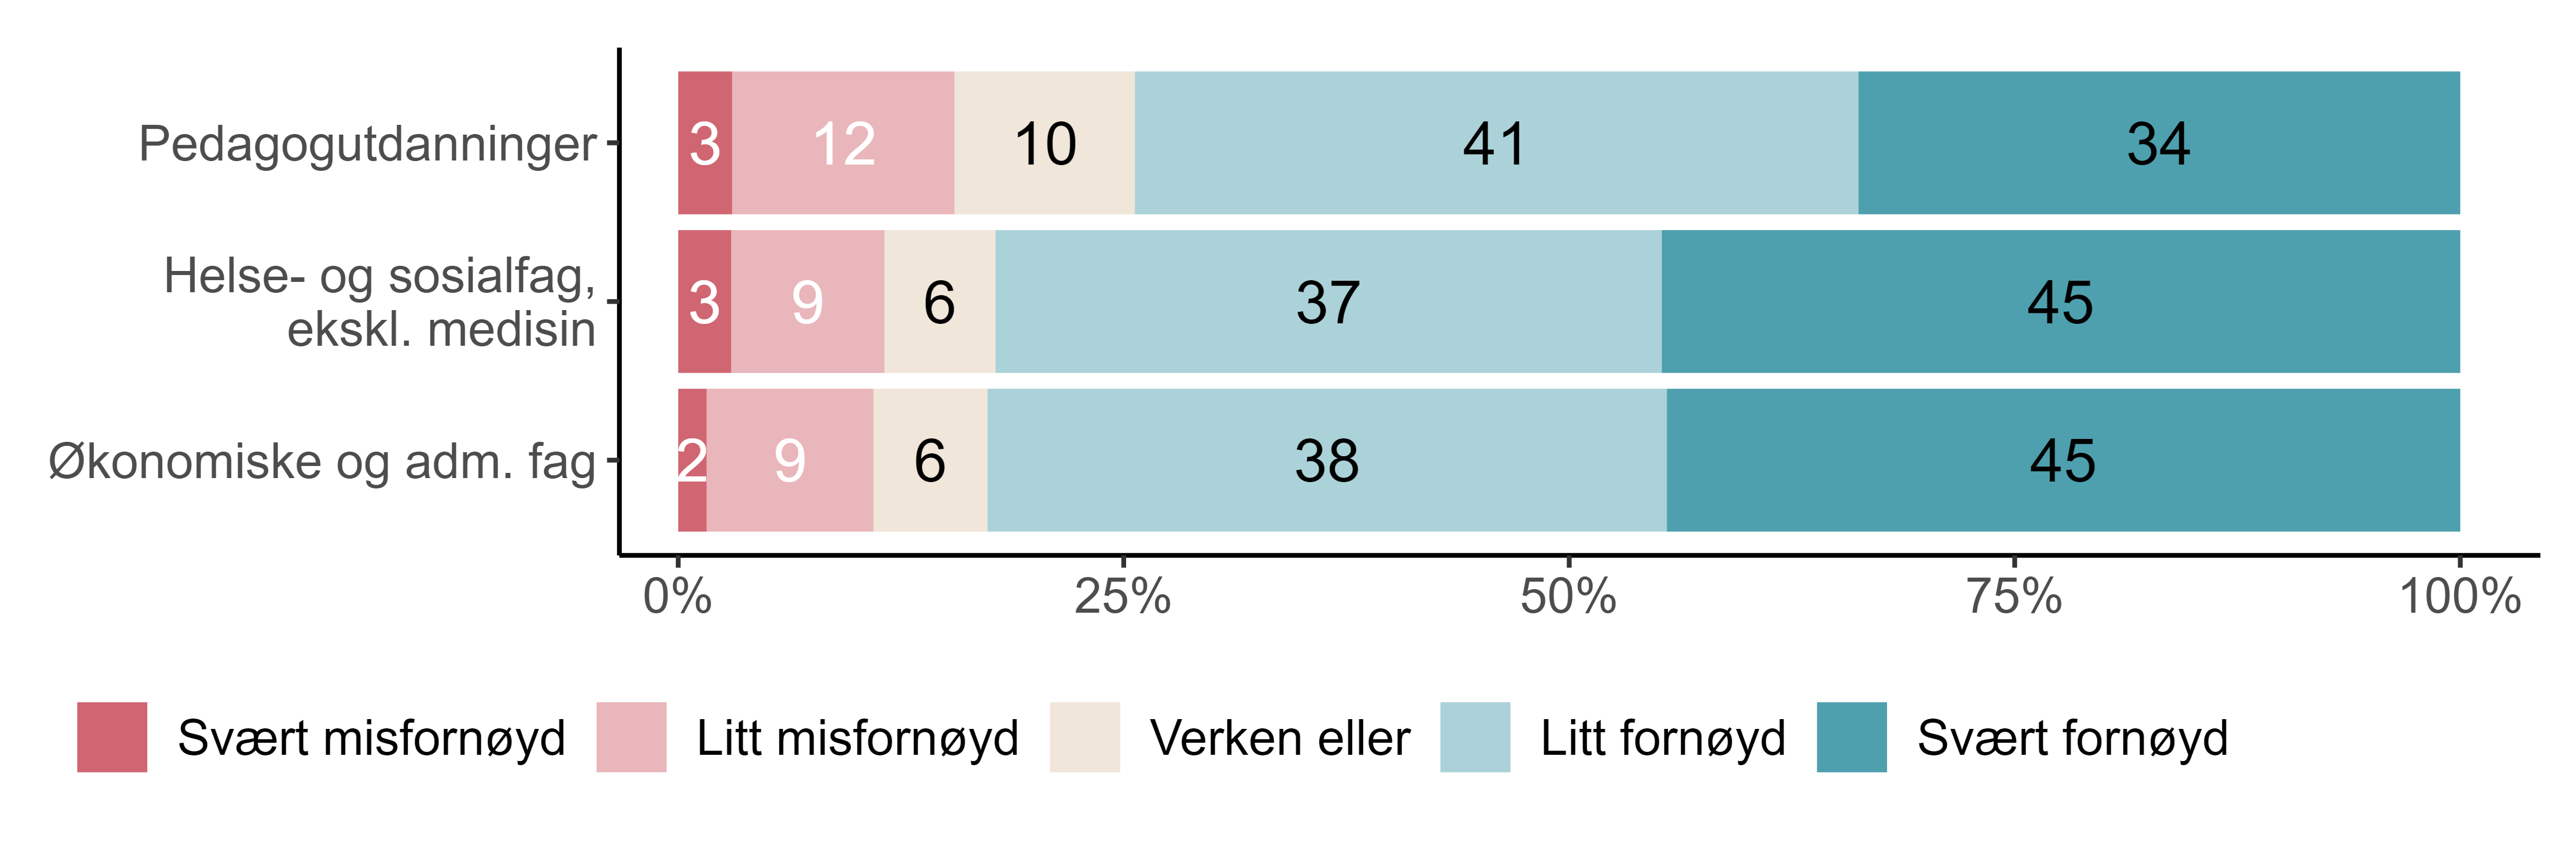 Pedagogutdanninger
3 12 10 41 34
Helse- og sosialfag,
ekskl. medisin
3 9 6 37 45
Økonomiske og adm. fag
2 9 6 38 45
0% 25% 50% 75% 100%
Svært misfornøyd Litt misfornøyd Verken eller Litt fornøyd Svært fornøyd